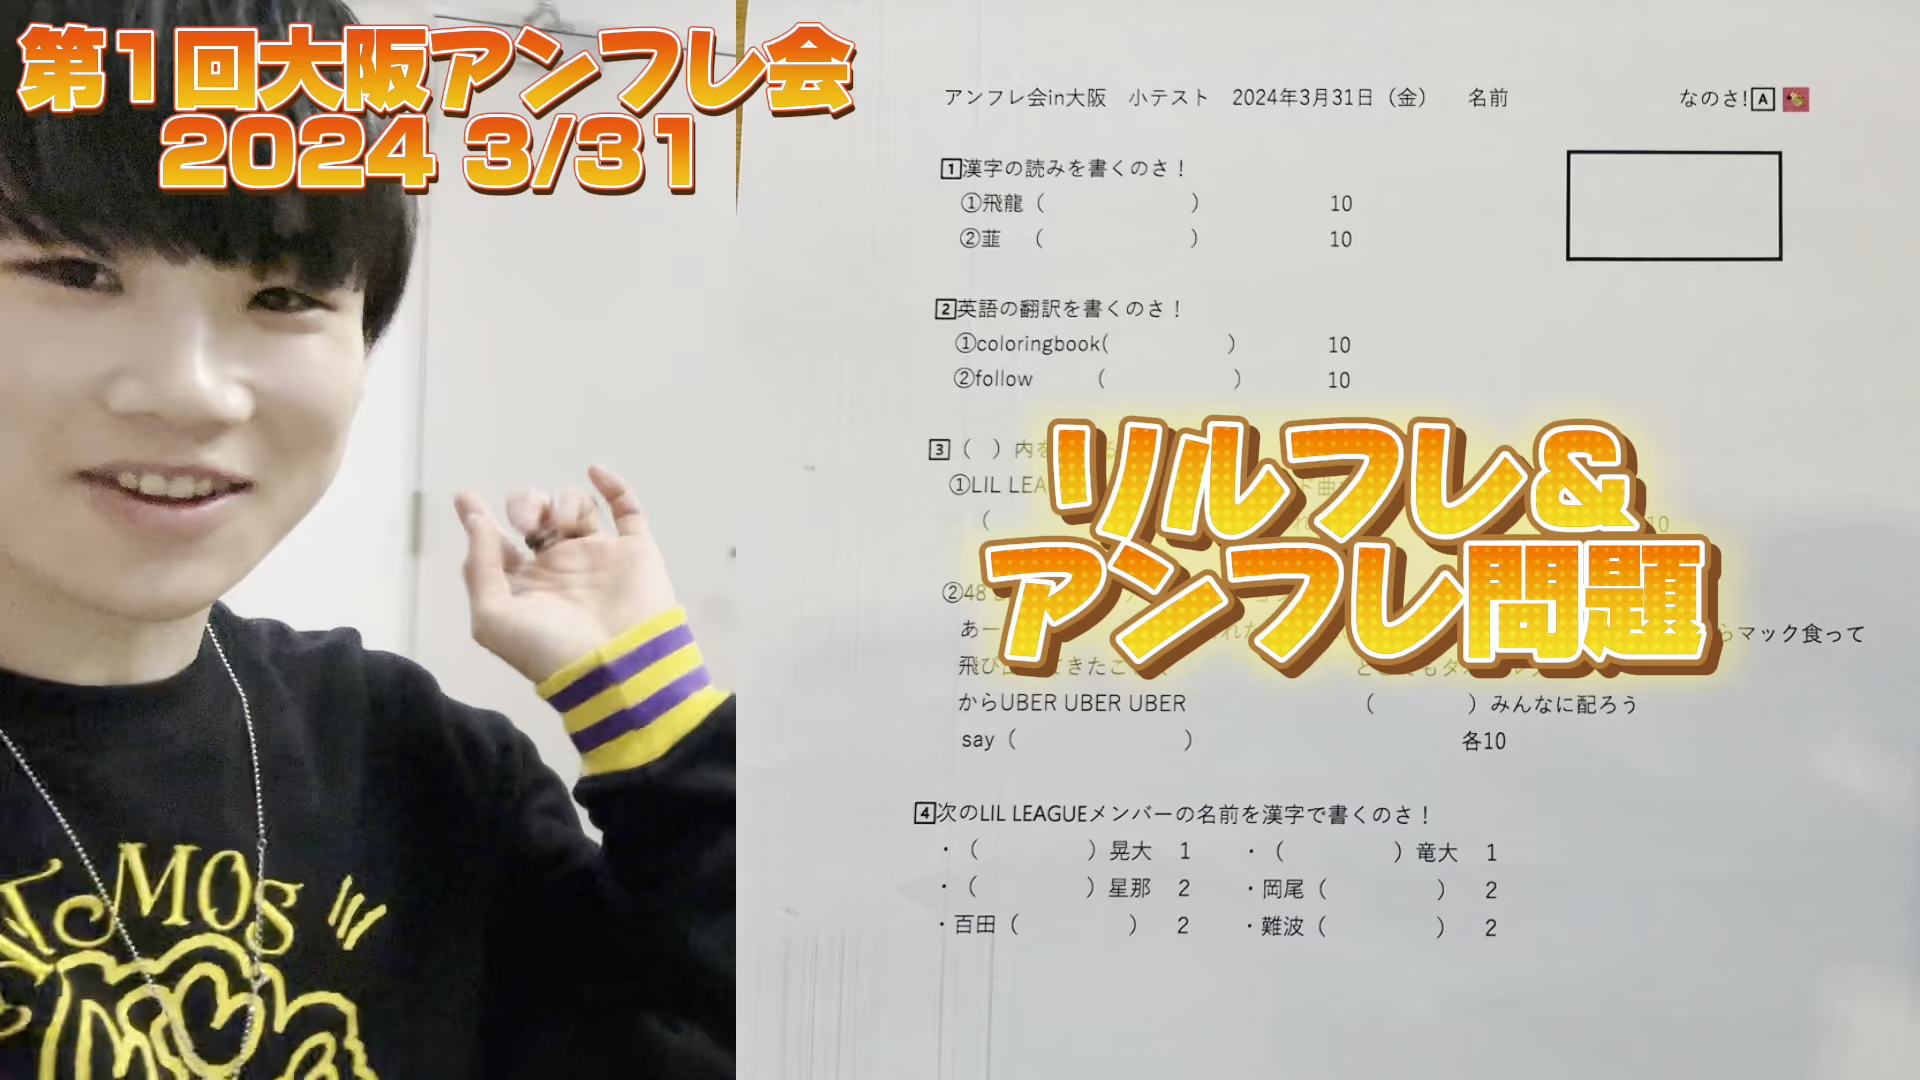 第1回大阪アンフレ会
2024 3/31
アンフレ会in大阪 小テスト 2024年3月31日（金） 名前 なのさ!A
1漢字の読みを書くのさ！
①飛龍（ ） 10
②韮 （ ） 10
2英語の翻訳を書くのさ！
①coloringbook( ) 10
②follow （ ） 10
3（ ）内を
①LIL LEA
（ 10
リルフレ＆
アンフレ問題
②48
あー らマック食って
飛び てきたこ
からUBER UBER UBER （ ）みんなに配ろう
say（ ） 各10
4次のLIL LEAGUEメンバーの名前を漢字で書くのさ！
・（ ）晃大 1 ・（ ）竜大 1
・（ ）星那 2 ・岡尾（ ） 2
・百田（ ） 2 ・難波（ ） 2
MOS